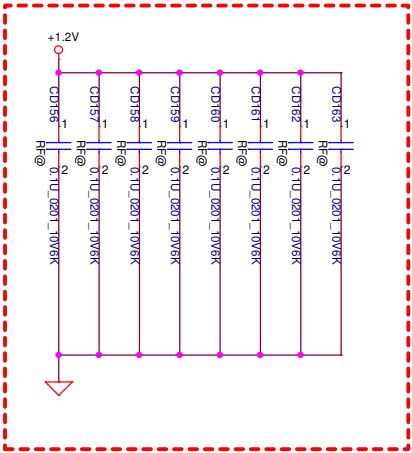 +1.2V
CD156
1
RF@
2
0.1U_0201_10V6K
CD157
1
RF@
2
0.1U_0201_10V6K
CD158
1
RF@
2
0.1U_0201_10V6K
CD159
1
RF@
2
0.1U_0201_10V6K
CD160
1
RF@
2
0.1U_0201_10V6K
CD161
1
RF@
2
0.1U_0201_10V6K
CD162
1
RF@
2
0.1U_0201_10V6K
CD163
1
RF@
2
0.1U_0201_10V6K